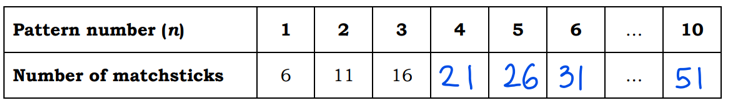 Pattern number (n) 1 2 3 4 5 6 ... 10
Number of matchsticks 6 11 16 21 26 31 ... 51